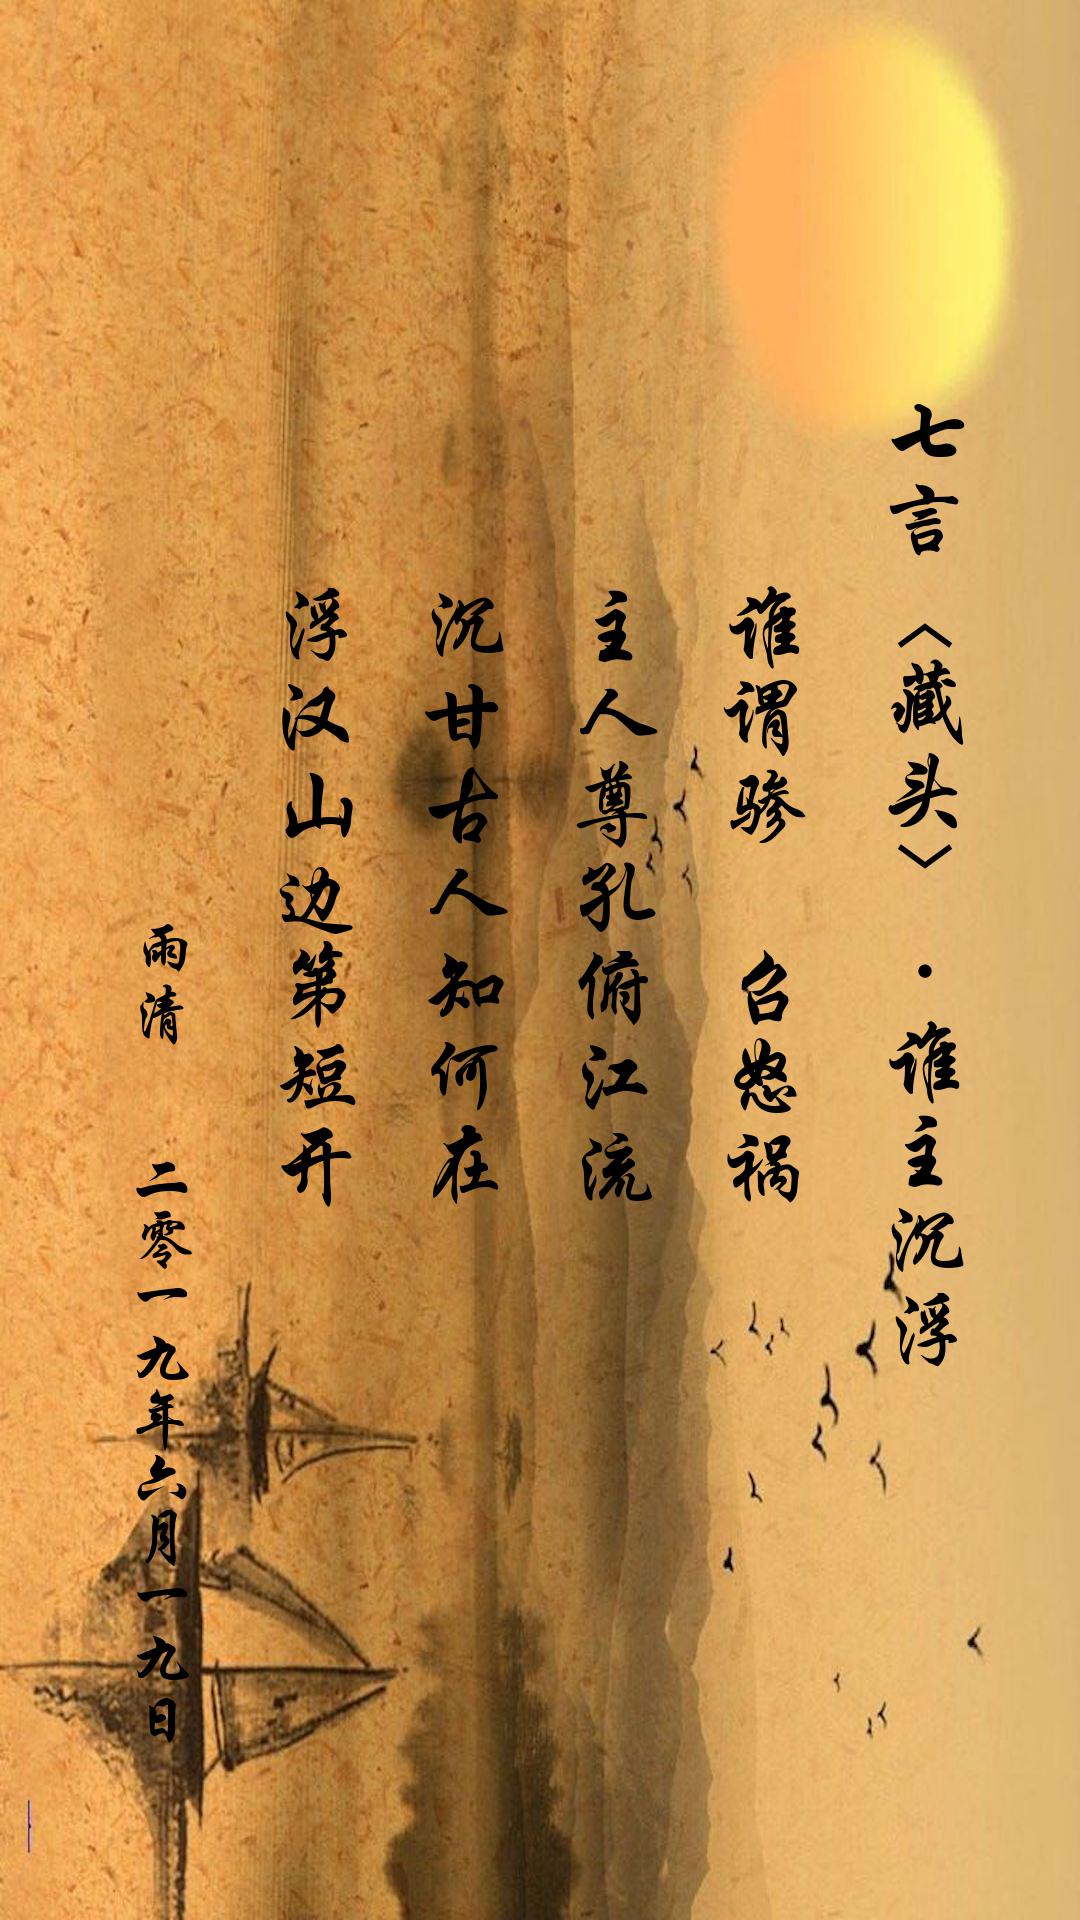 七言〈藏头〉·谁主沉浮
谁谓骖 召怒祸
主人尊孔俯江流
沉甘古人知何在
浮汉山边第短开
雨清 二零一九年六月一九日